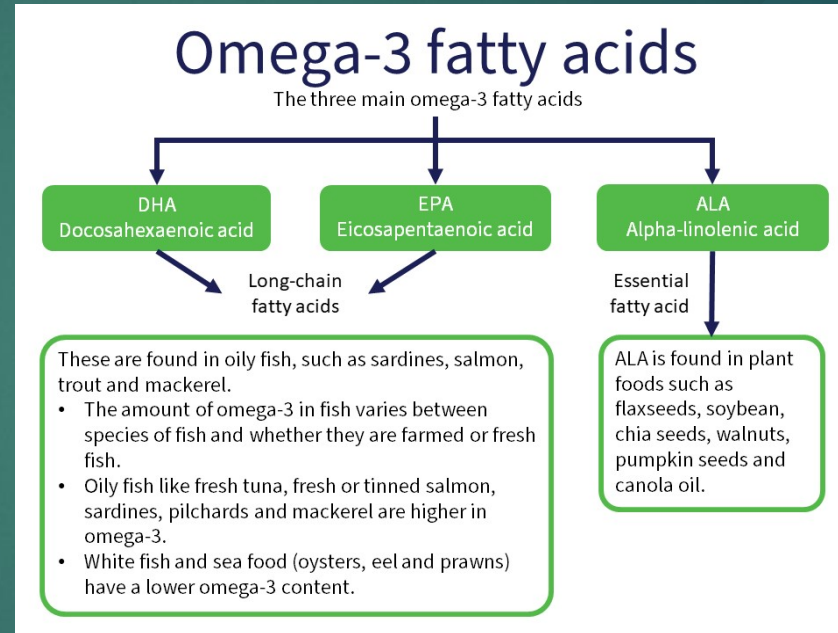 Omega-3 fatty acids
The three main omega-3 fatty acids
DHA
Docosahexaenoic acid
EPA
Eicosapentaenoic acid
ALA
Alpha-linolenic acid
Long-chain
fatty acids
Essential
fatty acid
These are found in oily fish, such as sardines, salmon,
trout and mackerel.
• The amount of omega-3 in fish varies between
species of fish and whether they are farmed or fresh
fish.
• Oily fish like fresh tuna, fresh or tinned salmon,
sardines, pilchards and mackerel are higher in
omega-3.
• White fish and sea food (oysters, eel and prawns)
have a lower omega-3 content.
ALA is found in plant
foods such as
flaxseeds, soybean,
chia seeds, walnuts,
pumpkin seeds and
canola oil.